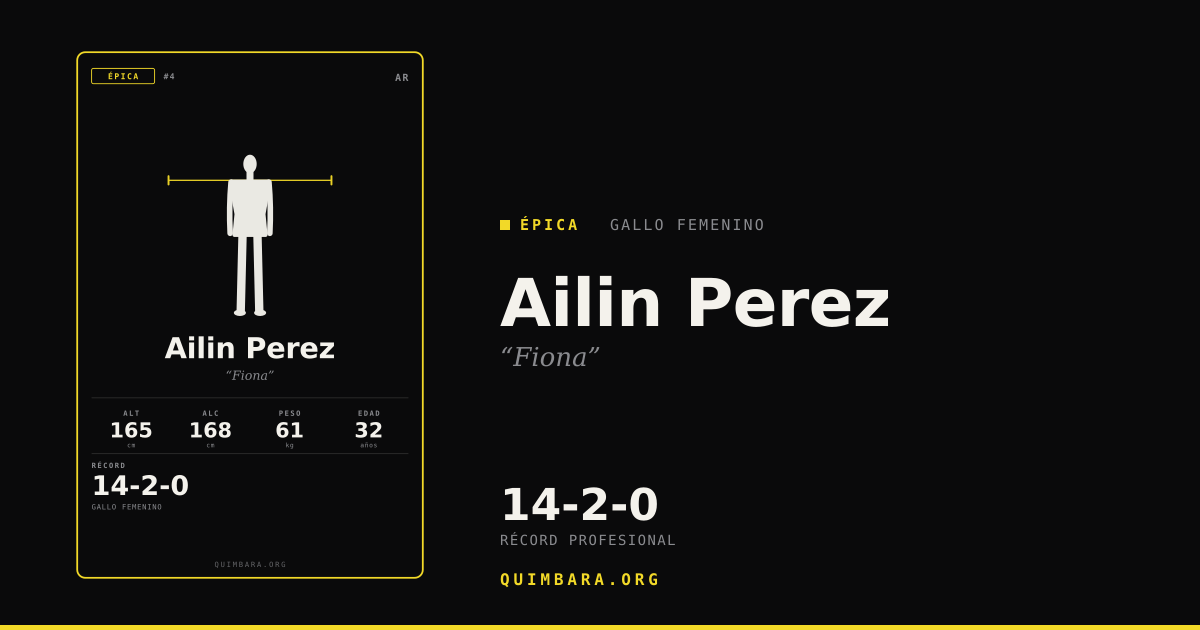 ÉPICA #4 AR
Ailin Perez
“Fiona”
ALT ALC PESO EDAD
165 168 61 32
cm cm kg años
RÉCORD
14-2-0
GALLO FEMENINO
QUIMBARA.ORG
ÉPICA GALLO FEMENINO
Ailin Perez
“Fiona”
14-2-0
RÉCORD PROFESIONAL
QUIMBARA.ORG